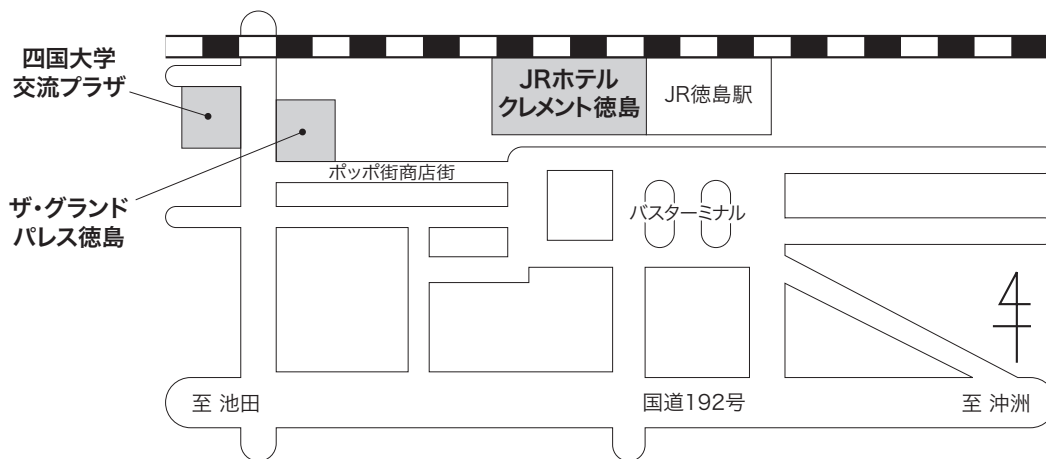 四国大学
交流プラザ
JRホテル
クレメント徳島
JR徳島駅
ポッポ街商店街
ザ・グランド
パレス徳島
バスターミナル
至 池田
国道192号
至 沖洲